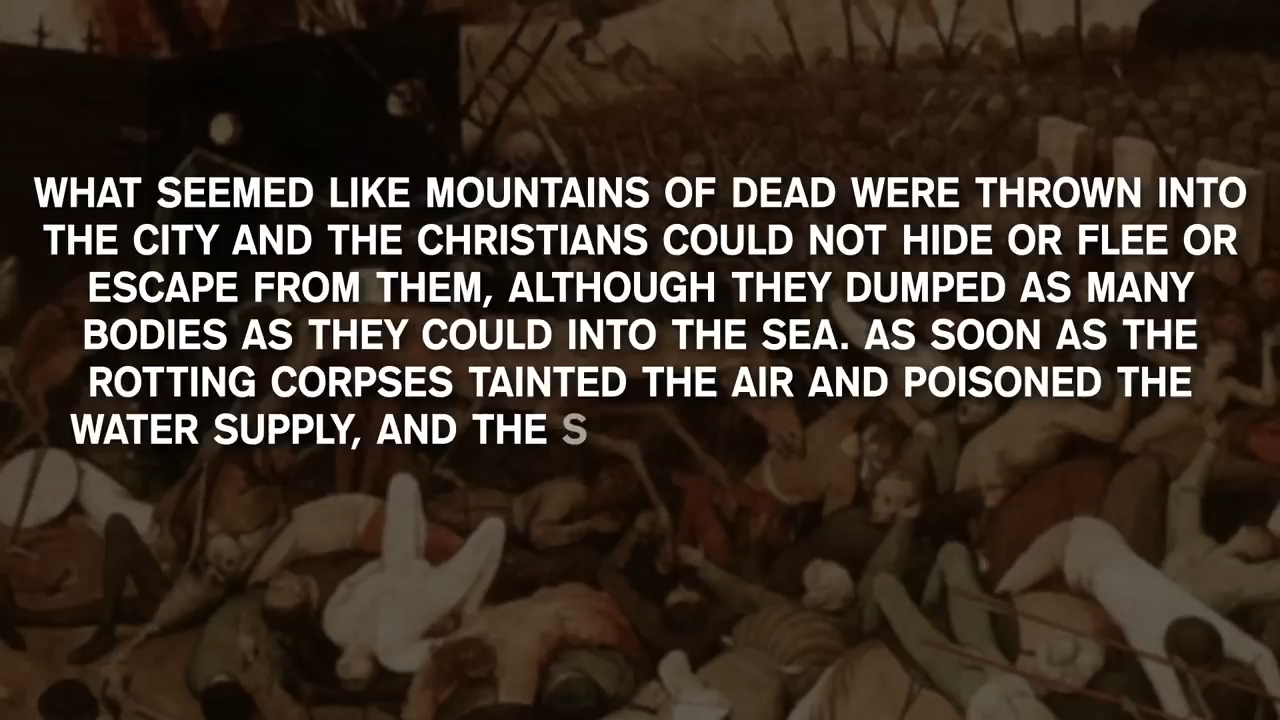 WHAT SEEMED LIKE MOUNTAINS OF DEAD WERE THROWN INTO
THE CITY AND THE CHRISTIANS COULD NOT HIDE OR FLEE OR
ESCAPE FROM THEM, ALTHOUGH THEY DUMPED AS MANY
BODIES AS THEY COULD INTO THE SEA. AS SOON AS THE
ROTTING CORPSES TAINTED THE AIR AND POISONED THE
WATER SUPPLY, AND THE S